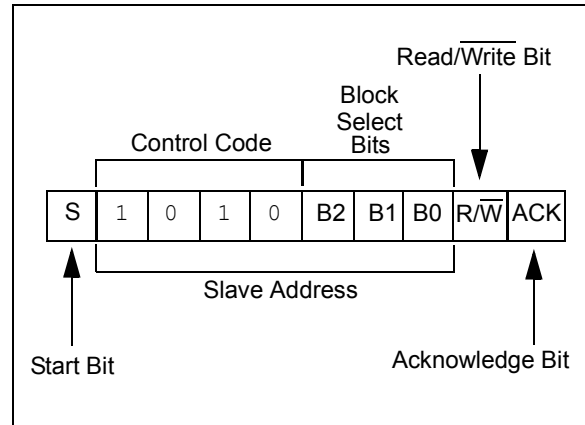 Read/Write Bit
Block
Select
Bits
Control Code
S 1 0 1 0 B2 B1 B0 R/W ACK
Slave Address
Start Bit
Acknowledge Bit